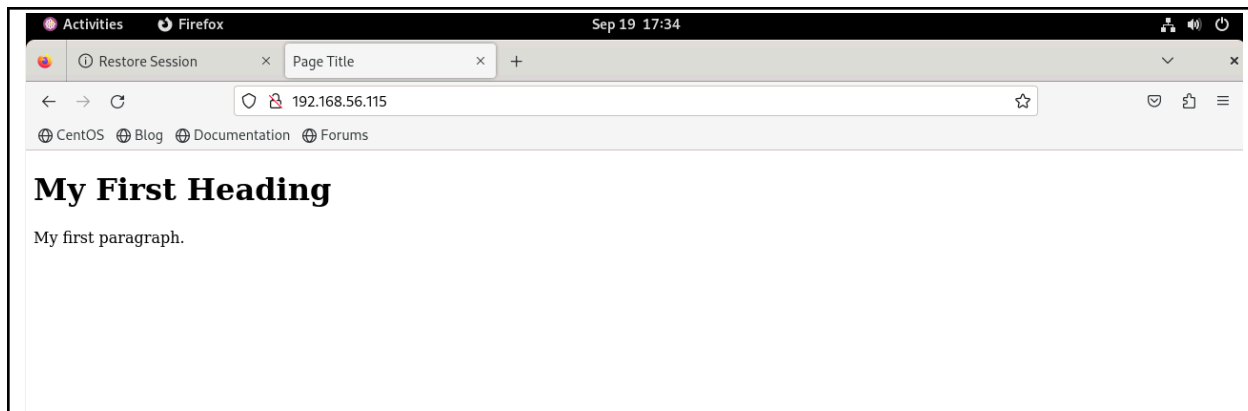 Activities Firefox Sep 19 17:34
Restore Session Page Title
192.168.56.115
CentOS Blog Documentation Forums
My First Heading
My first paragraph.